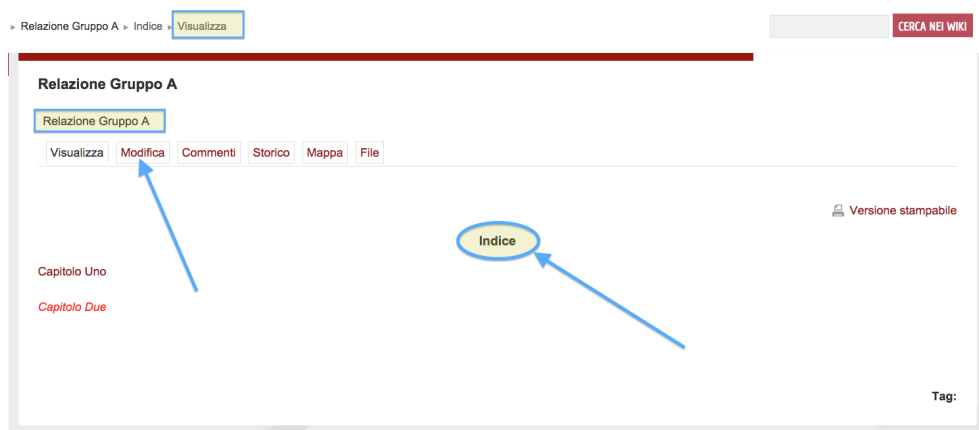 ▸ Relazione Gruppo A ▸ Indice ▸ Visualizza
CERCA NEI WIKI
Relazione Gruppo A
Relazione Gruppo A
Visualizza Modifica Commenti Storico Mappa File
Versione stampabile
Indice
Capitolo Uno
Capitolo Due
Tag: